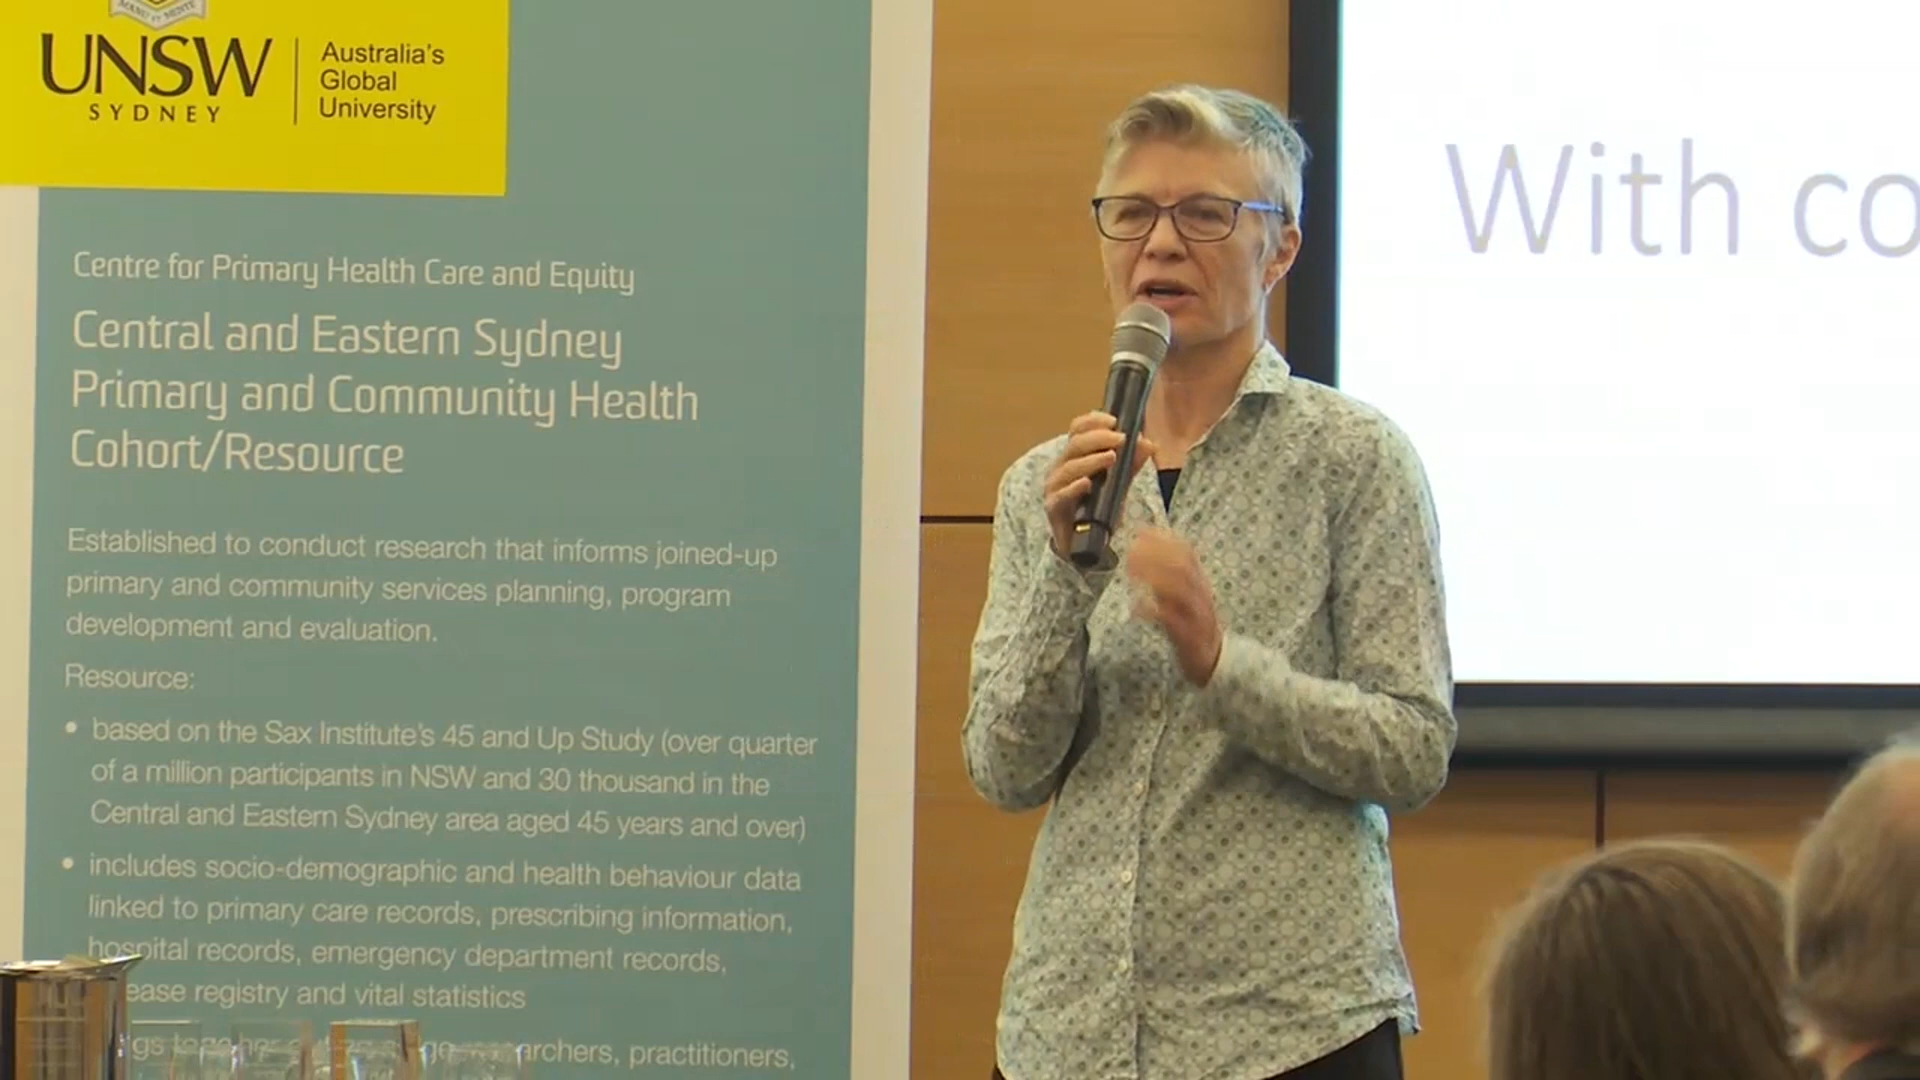 MANU ET MENTE
UNSW
SYDNEY
Australia's
Global
University
Centre for Primary Health Care and Equity
Central and Eastern Sydney
Primary and Community Health
Cohort/Resource
Established to conduct research that informs joined-up
primary and community services planning, program
development and evaluation.
Resource:
• based on the Sax Institute's 45 and Up Study (over quarter
of a million participants in NSW and 30 thousand in the
Central and Eastern Sydney area aged 45 years and over)
• includes socio-demographic and health behaviour data
linked to primary care records, prescribing information,
hospital records, emergency department records,
ease registry and vital statistics
archers, practitioners,
With co